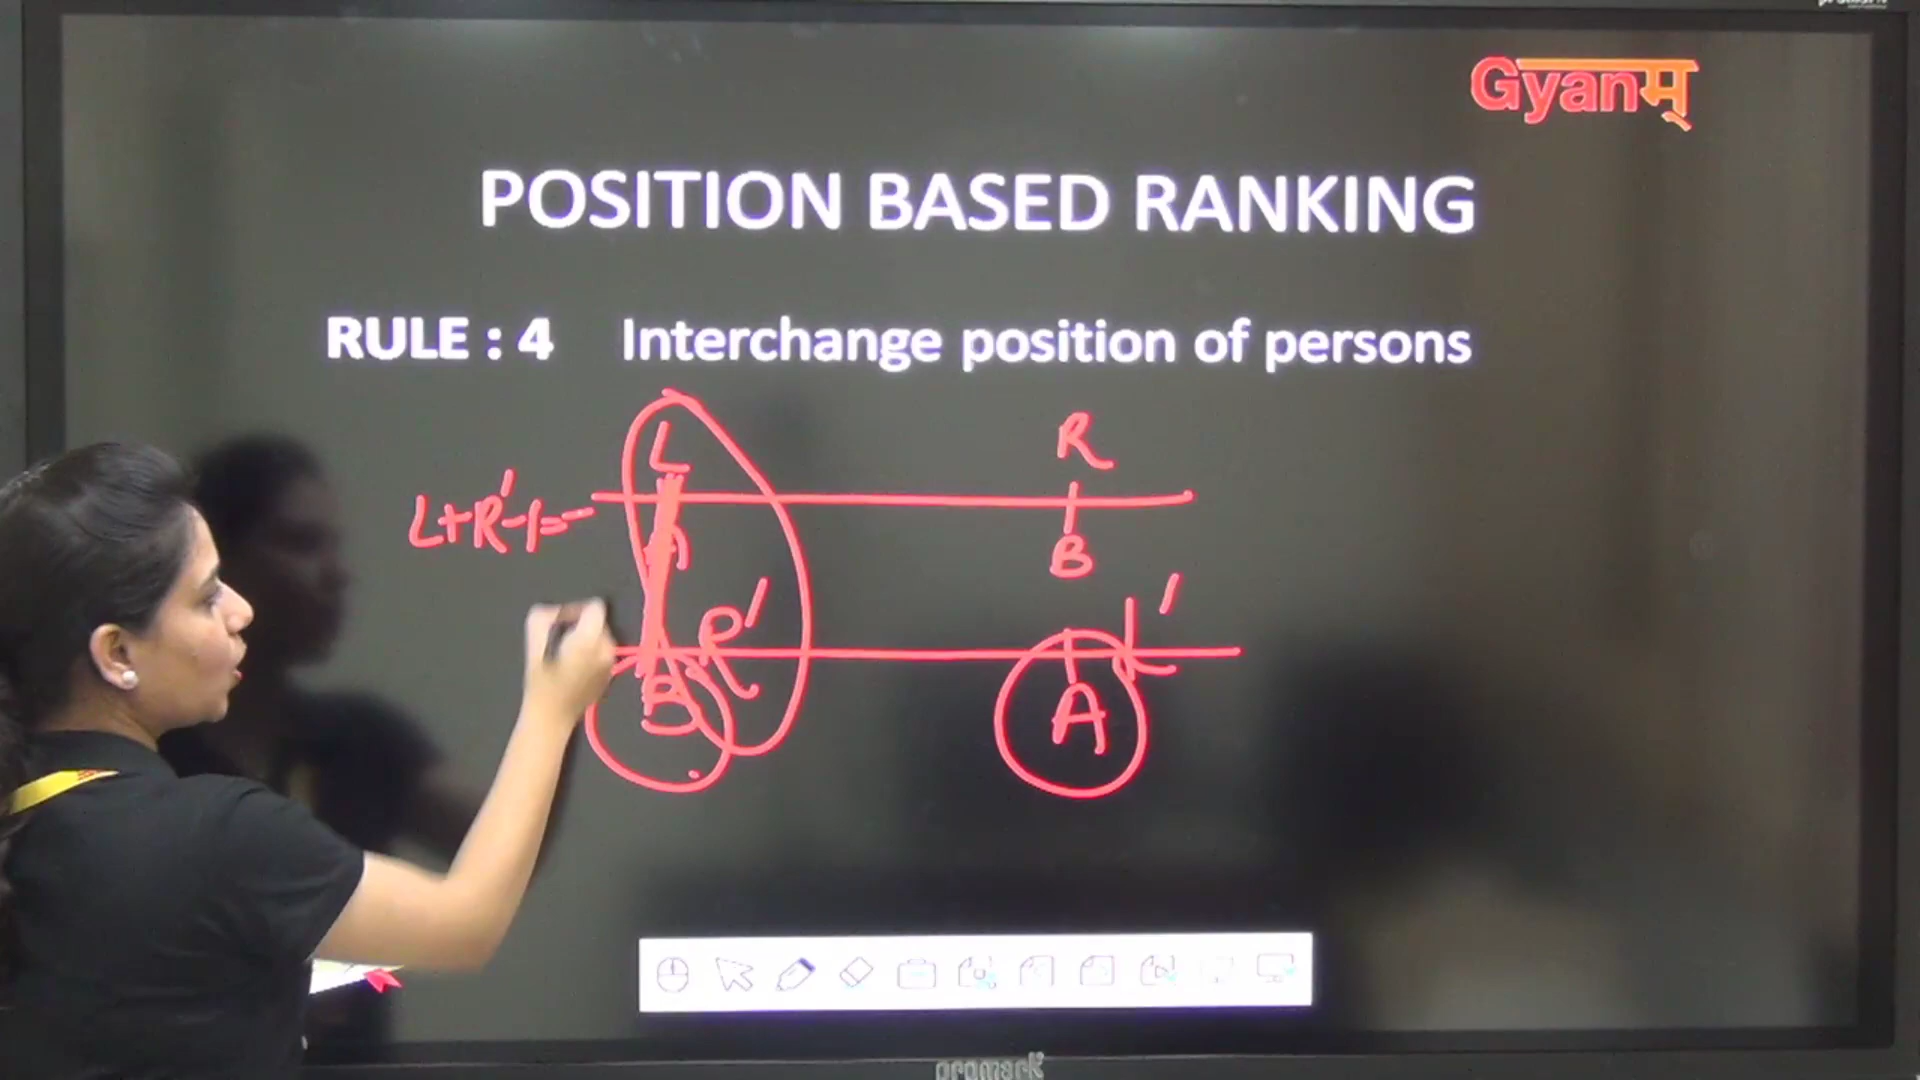 Gyanम्
POSITION BASED RANKING
RULE : 4 Interchange position of persons
L R
L+R'-1=-
A B
R' L'
B A
promark